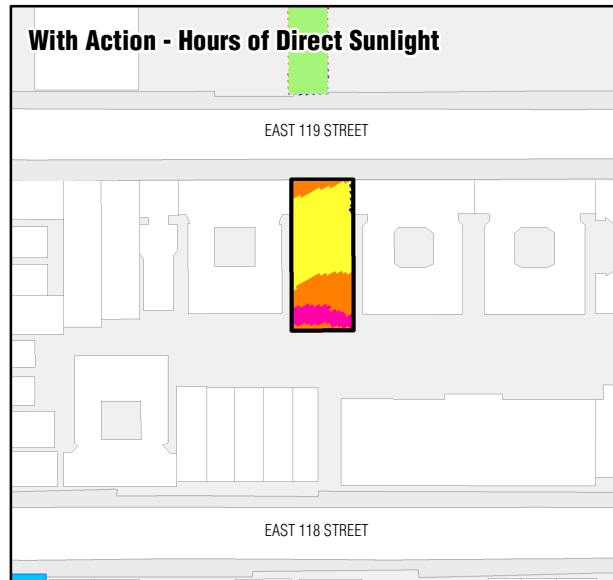 With Action - Hours of Direct Sunlight
EAST 119 STREET
EAST 118 STREET